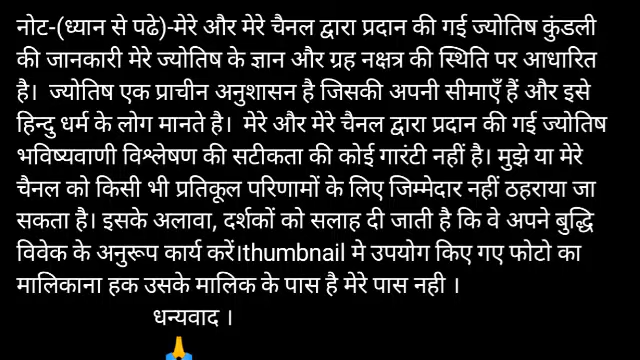 नोट-(ध्यान से पढे)-मेरे और मेरे चैनल द्वारा प्रदान की गई ज्योतिष कुंडली
की जानकारी मेरे ज्योतिष के ज्ञान और ग्रह नक्षत्र की स्थिति पर आधारित
है। ज्योतिष एक प्राचीन अनुशासन है जिसकी अपनी सीमाएँ हैं और इसे
हिन्दु धर्म के लोग मानते है। मेरे और मेरे चैनल द्वारा प्रदान की गई ज्योतिष
भविष्यवाणी विश्लेषण की सटीकता की कोई गारंटी नहीं है। मुझे या मेरे
चैनल को किसी भी प्रतिकूल परिणामों के लिए जिम्मेदार नहीं ठहराया जा
सकता है। इसके अलावा, दर्शकों को सलाह दी जाती है कि वे अपने बुद्धि
विवेक के अनुरूप कार्य करें।thumbnail मे उपयोग किए गए फोटो का
मालिकाना हक उसके मालिक के पास है मेरे पास नही ।
धन्यवाद ।